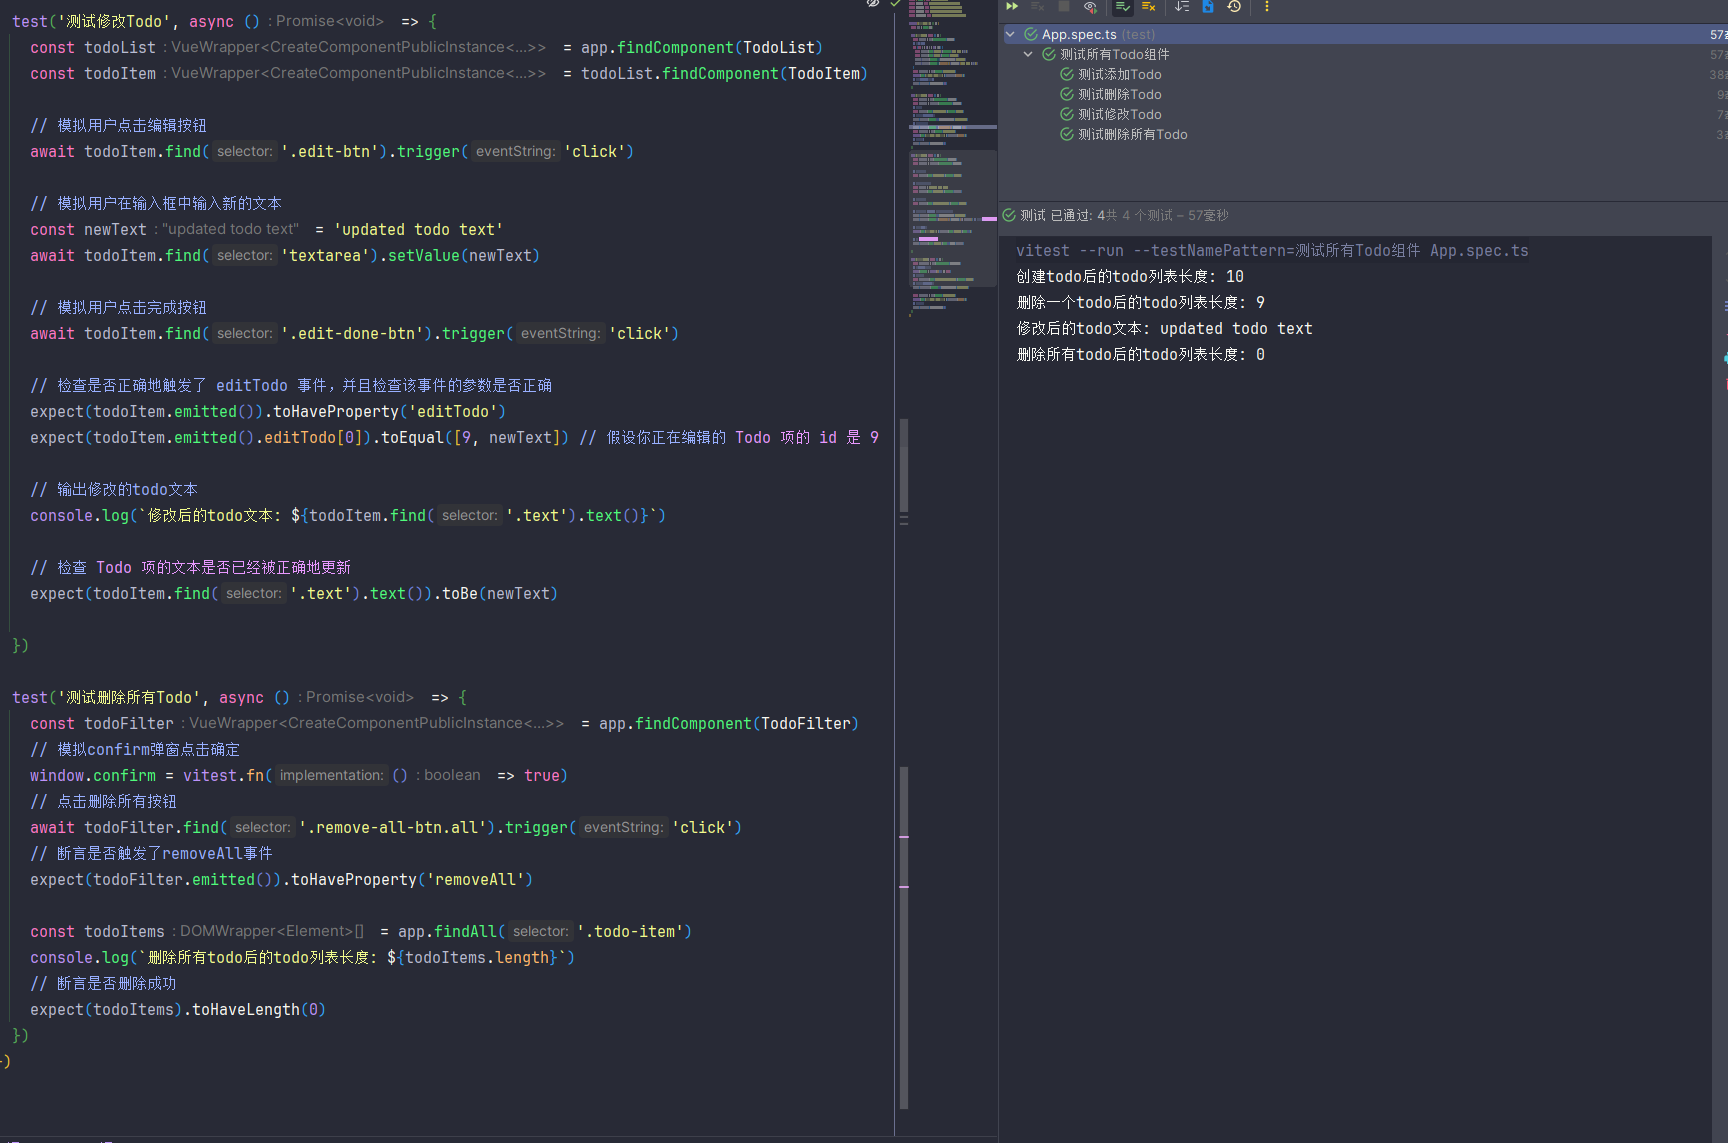 test('测试修改Todo', async () : Promise<void> => {
const todoList : VueWrapper<CreateComponentPublicInstance<...>> = app.findComponent(TodoList)
const todoItem : VueWrapper<CreateComponentPublicInstance<...>> = todoList.findComponent(TodoItem)
// 模拟用户点击编辑按钮
await todoItem.find( selector: '.edit-btn').trigger( eventString: 'click')
// 模拟用户在输入框中输入新的文本
const newText : "updated todo text" = 'updated todo text'
await todoItem.find( selector: 'textarea').setValue(newText)
// 模拟用户点击完成按钮
await todoItem.find( selector: '.edit-done-btn').trigger( eventString: 'click')
// 检查是否正确地触发了 editTodo 事件，并且检查该事件的参数是否正确
expect(todoItem.emitted()).toHaveProperty('editTodo')
expect(todoItem.emitted().editTodo[0]).toEqual([9, newText]) // 假设你正在编辑的 Todo 项的 id 是 9
// 输出修改的todo文本
console.log(`修改后的todo文本: ${todoItem.find( selector: '.text').text()}`)
// 检查 Todo 项的文本是否已经被正确地更新
expect(todoItem.find( selector: '.text').text()).toBe(newText)
})
test('测试删除所有Todo', async () : Promise<void> => {
const todoFilter : VueWrapper<CreateComponentPublicInstance<...>> = app.findComponent(TodoFilter)
// 模拟confirm弹窗点击确定
window.confirm = vitest.fn( implementation: () : boolean => true)
// 点击删除所有按钮
await todoFilter.find( selector: '.remove-all-btn.all').trigger( eventString: 'click')
// 断言是否触发了removeAll事件
expect(todoFilter.emitted()).toHaveProperty('removeAll')
const todoItems : DOMWrapper<Element>[] = app.findAll( selector: '.todo-item')
console.log(`删除所有todo后的todo列表长度: ${todoItems.length}`)
// 断言是否删除成功
expect(todoItems).toHaveLength(0)
})
)
App.spec.ts (test) 57
测试所有Todo组件 57
测试添加Todo 38
测试删除Todo 9
测试修改Todo 7
测试删除所有Todo 3
测试 已通过: 4共 4 个测试 – 57毫秒
vitest --run --testNamePattern=测试所有Todo组件 App.spec.ts
创建todo后的todo列表长度: 10
删除一个todo后的todo列表长度: 9
修改后的todo文本: updated todo text
删除所有todo后的todo列表长度: 0